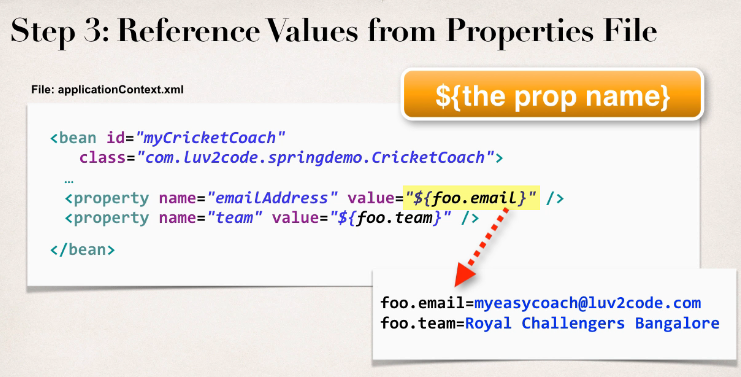 Step 3: Reference Values from Properties File
File: applicationContext.xml
${the prop name}
<bean id="myCricketCoach"
class="com.luv2code.springdemo.CricketCoach">
…
<property name="emailAddress" value="${foo.email}" />
<property name="team" value="${foo.team}" />
</bean>
foo.email=myeasycoach@luv2code.com
foo.team=Royal Challengers Bangalore